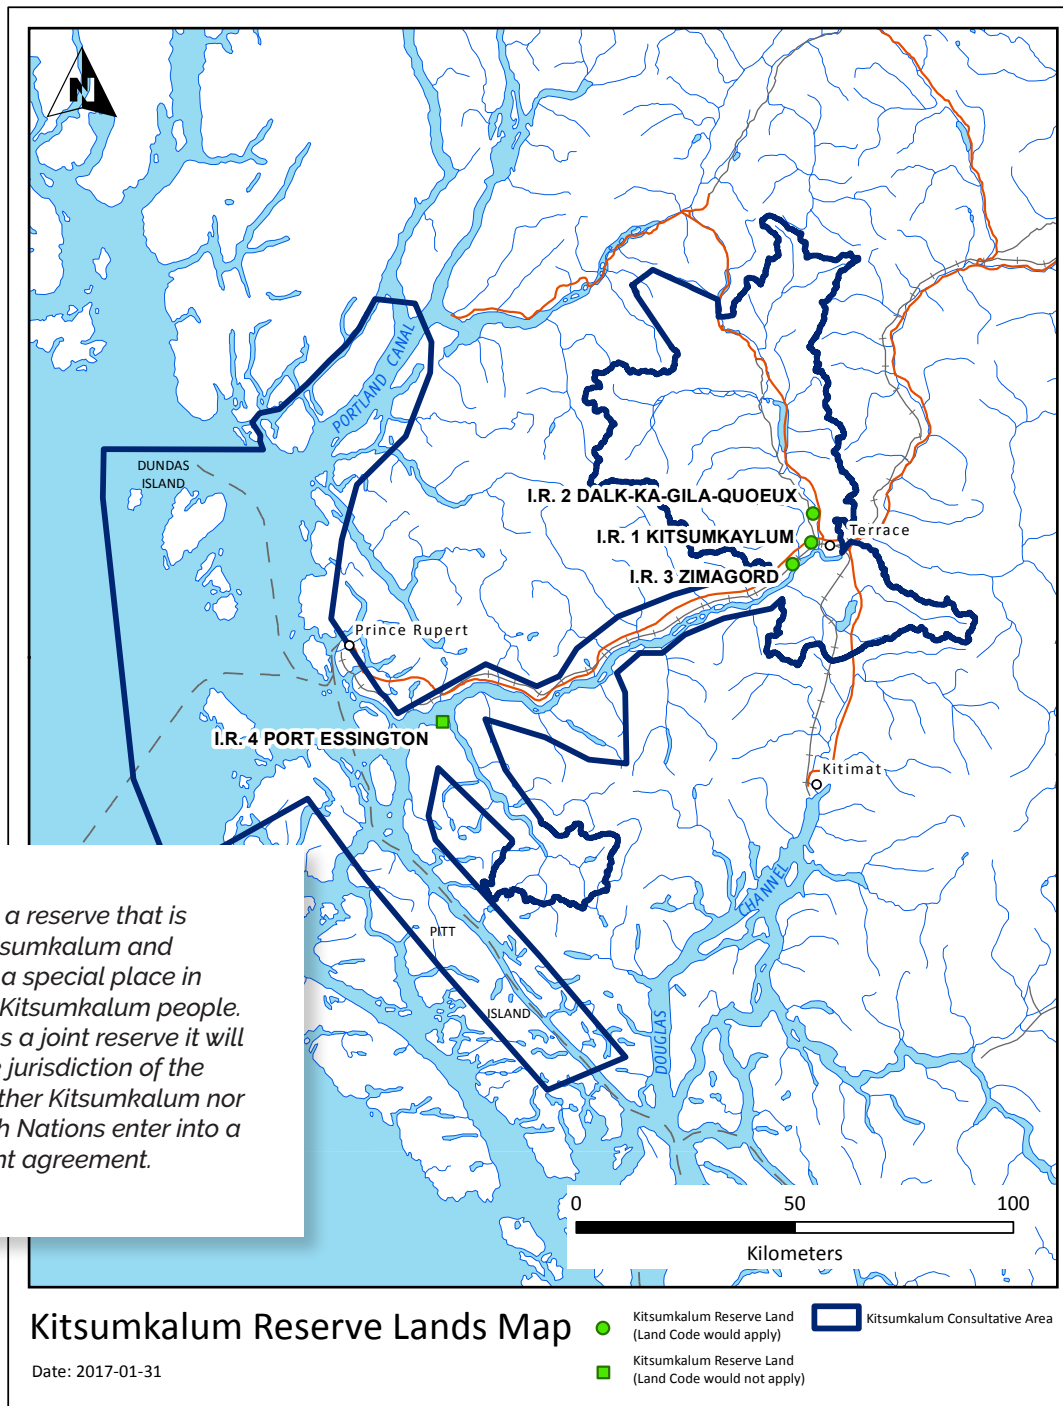 N
PORTLAND CANAL
DUNDAS
ISLAND
I.R. 2 DALK-KA-GILA-QUOEUX
I.R. 1 KITSUMKAYLUM
Terrace
I.R. 3 ZIMAGORD
Prince Rupert
I.R. 4 PORT ESSINGTON
Kitimat
CHANNEL
DOUGLAS
PITT
ISLAND
a reserve that is
sumkalum and
a special place in
Kitsumkalum people.
s a joint reserve it will
jurisdiction of the
ther Kitsumkalum nor
h Nations enter into a
nt agreement.
0 50 100
Kilometers
Kitsumkalum Reserve Lands Map
Date: 2017-01-31
Kitsumkalum Reserve Land
(Land Code would apply)
Kitsumkalum Reserve Land
(Land Code would not apply)
Kitsumkalum Consultative Area